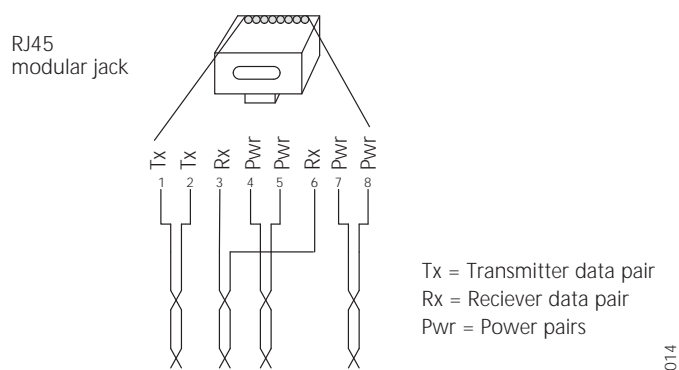 RJ45
modular jack
Tx Tx Rx Pwr Pwr Rx Pwr Pwr
1 2 3 4 5 6 7 8
Tx = Transmitter data pair
Rx = Reciever data pair
Pwr = Power pairs
014